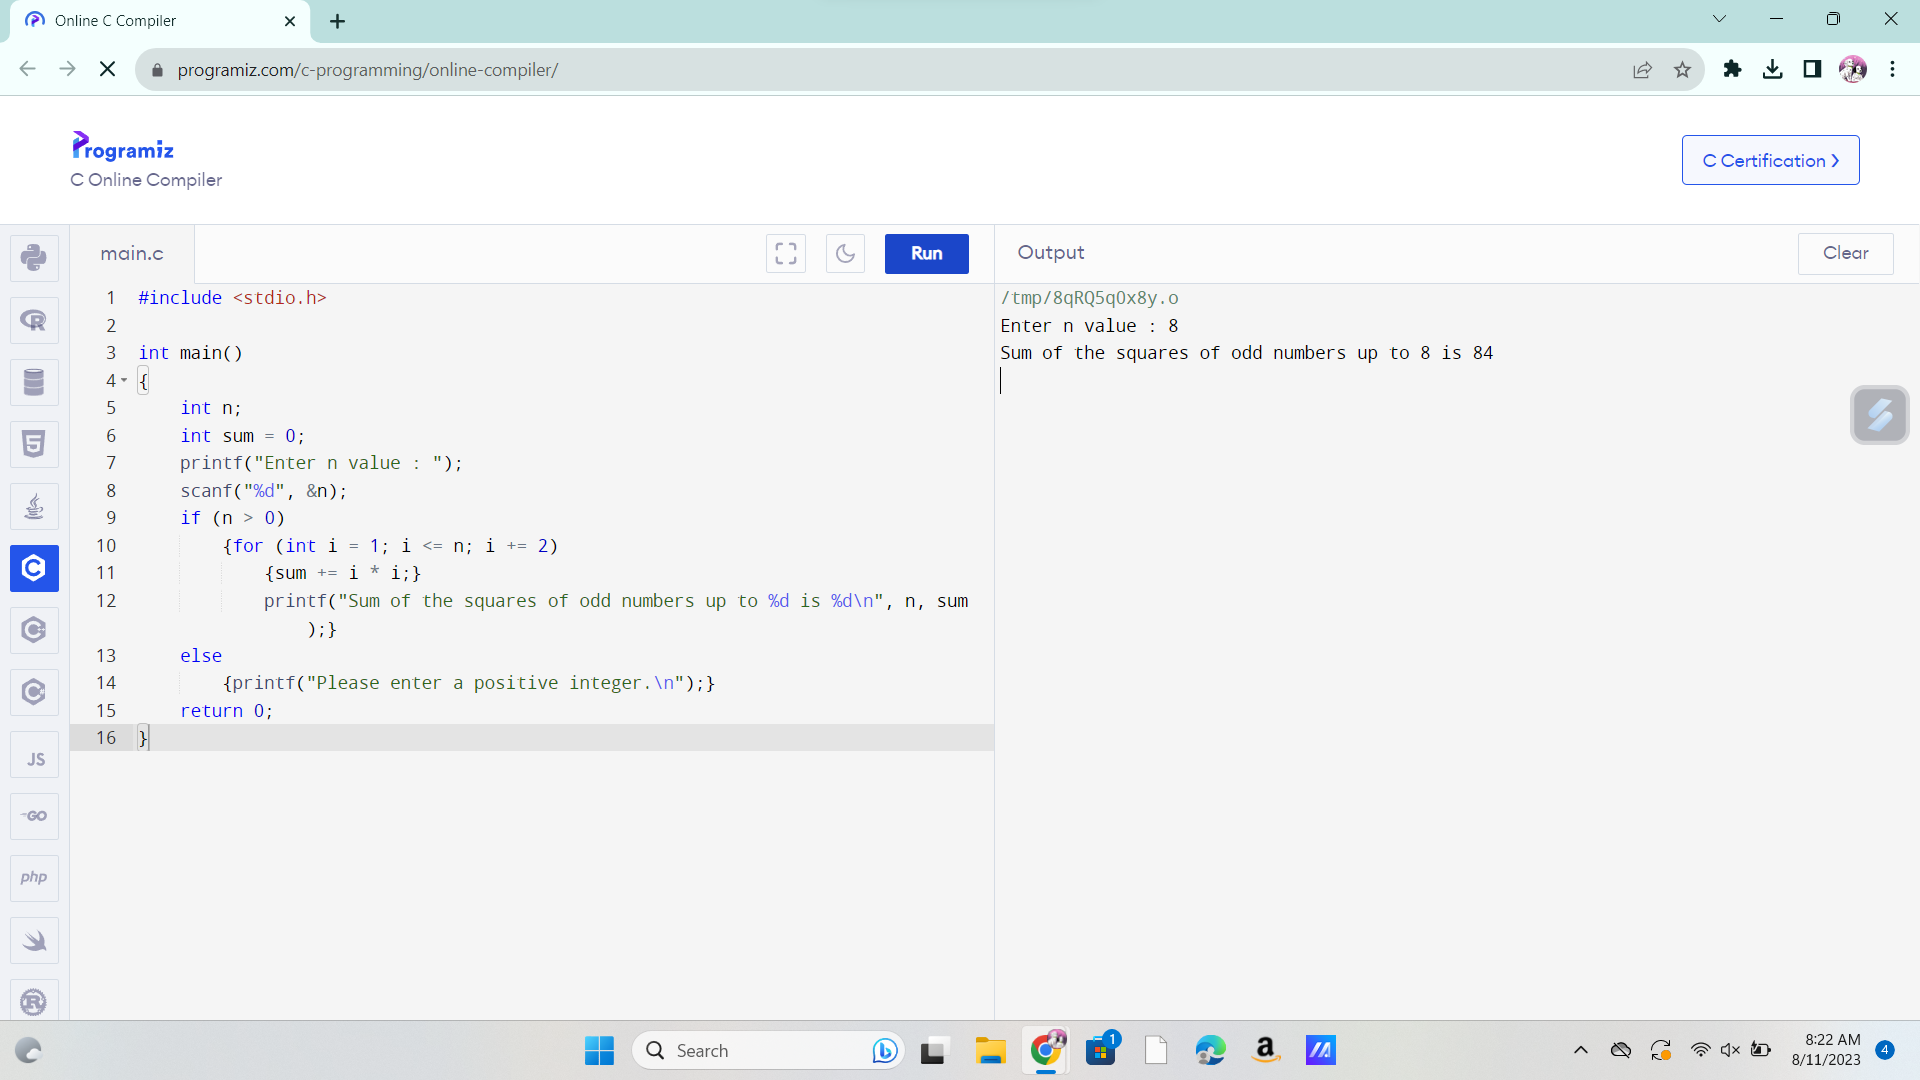 Online C Compiler
programiz.com/c-programming/online-compiler/
Programiz
C Online Compiler
C Certification
main.c
Run
Output
Clear
1 #include <stdio.h>
2
3 int main()
4 {
5 int n;
6 int sum = 0;
7 printf("Enter n value : ");
8 scanf("%d", &n);
9 if (n > 0)
10 {for (int i = 1; i <= n; i += 2)
11 {sum += i * i;}
12 printf("Sum of the squares of odd numbers up to %d is %d\n", n, sum
);}
13 else
14 {printf("Please enter a positive integer.\n");}
15 return 0;
16 }
/tmp/8qRQ5q0x8y.o
Enter n value : 8
Sum of the squares of odd numbers up to 8 is 84
R
5
C
C
C
JS
GO
php
R
Search
b
1
a
8:22 AM
8/11/2023
4